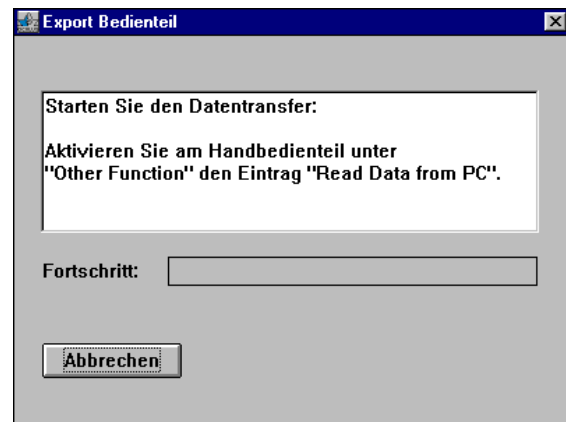 Export Bedienteil
Starten Sie den Datentransfer:
Aktivieren Sie am Handbedienteil unter
"Other Function" den Eintrag "Read Data from PC".
Fortschritt:
Abbrechen